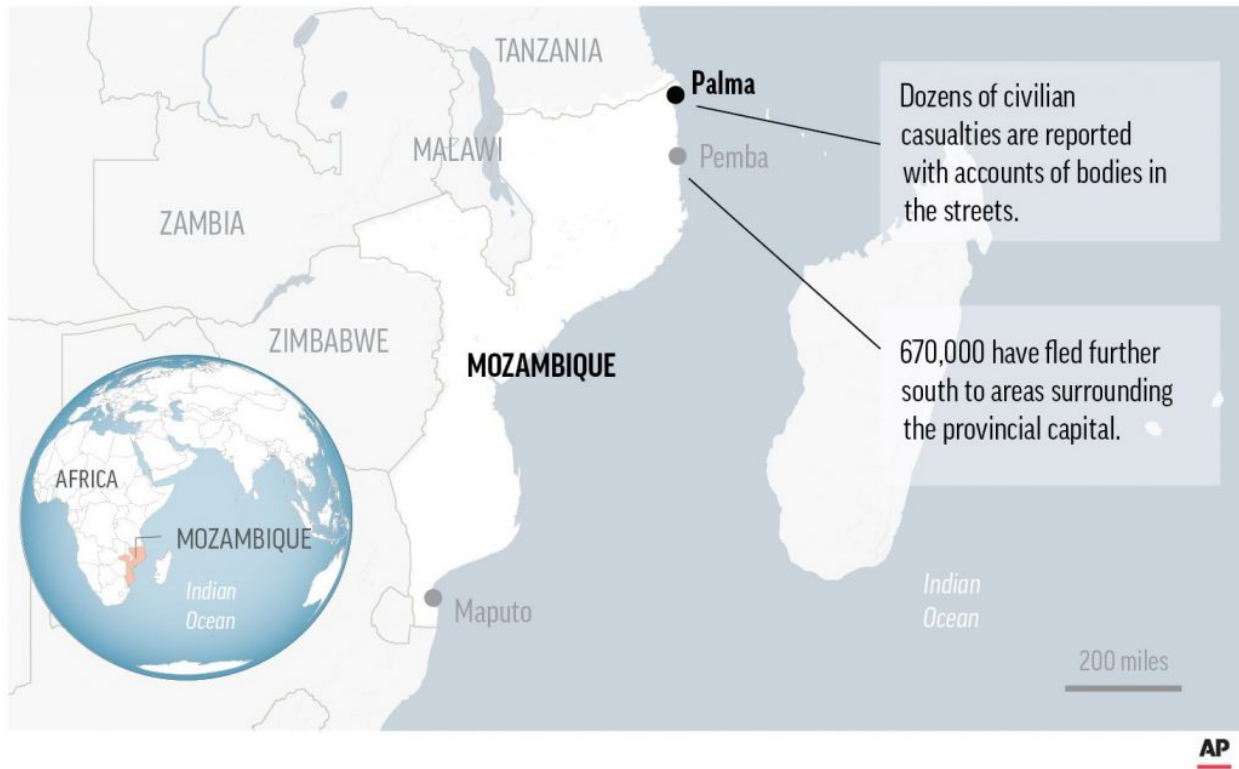 TANZANIA
Palma
Dozens of civilian
casualties are reported
with accounts of bodies in
the streets.
MALAWI
Pemba
ZAMBIA
ZIMBABWE
MOZAMBIQUE
670,000 have fled further
south to areas surrounding
the provincial capital.
AFRICA
MOZAMBIQUE
Indian
Ocean
Maputo
Indian
Ocean
200 miles
AP